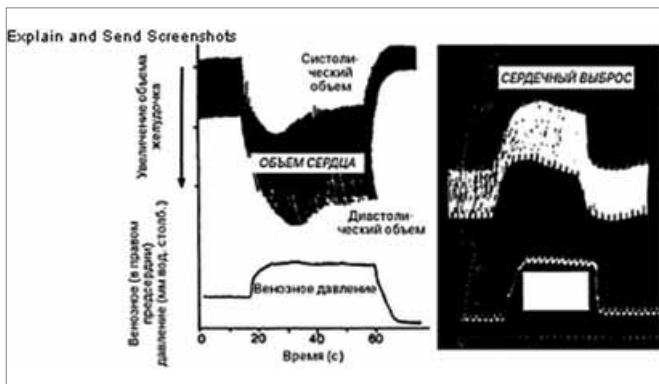 Explain and Send Screenshots
Увеличение объема
желудочка
Систоли-
ческий
объем
ОБЪЕМ СЕРДЦА
Диастоли-
ческий объем
Венозное (в правом
предсердии)
давление (мм вод. столб.)
Венозное давление
0
20
40
60
Время (с)
СЕРДЕЧНЫЙ ВЫБРОС